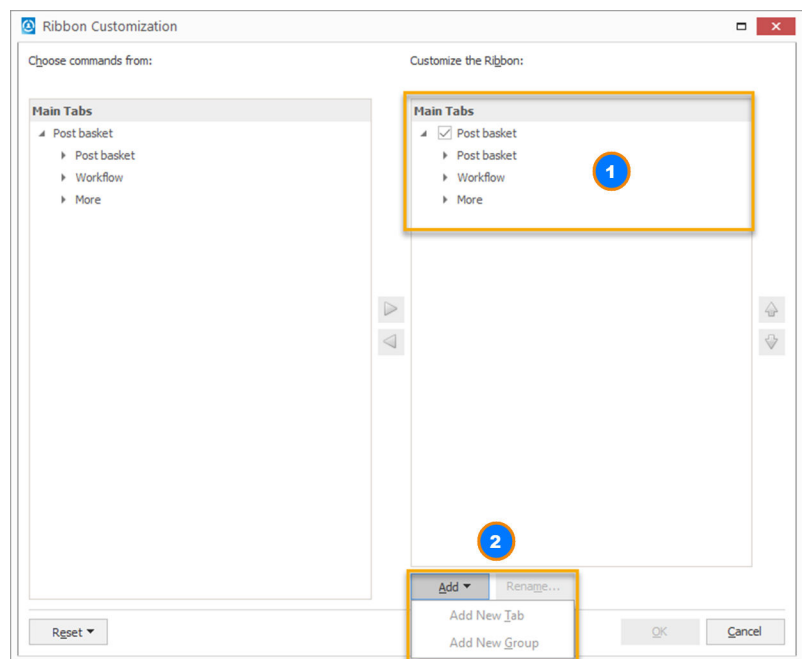 Ribbon Customization
Choose commands from:
Customize the Ribbon:
Main Tabs
Post basket
Post basket
Workflow
More
Main Tabs
Post basket
Post basket
Workflow
More
1
2
Add
Rename...
Add New Tab
Add New Group
Reset
OK
Cancel